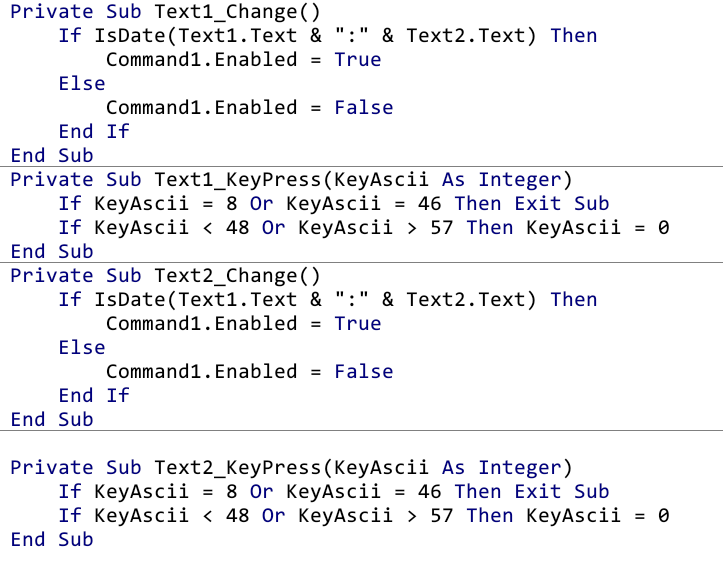 Private Sub Text1_Change()
    If IsDate(Text1.Text & ":" & Text2.Text) Then
        Command1.Enabled = True
    Else
        Command1.Enabled = False
    End If
End Sub
Private Sub Text1_KeyPress(KeyAscii As Integer)
    If KeyAscii = 8 Or KeyAscii = 46 Then Exit Sub
    If KeyAscii < 48 Or KeyAscii > 57 Then KeyAscii = 0
End Sub
Private Sub Text2_Change()
    If IsDate(Text1.Text & ":" & Text2.Text) Then
        Command1.Enabled = True
    Else
        Command1.Enabled = False
    End If
End Sub
Private Sub Text2_KeyPress(KeyAscii As Integer)
    If KeyAscii = 8 Or KeyAscii = 46 Then Exit Sub
    If KeyAscii < 48 Or KeyAscii > 57 Then KeyAscii = 0
End Sub